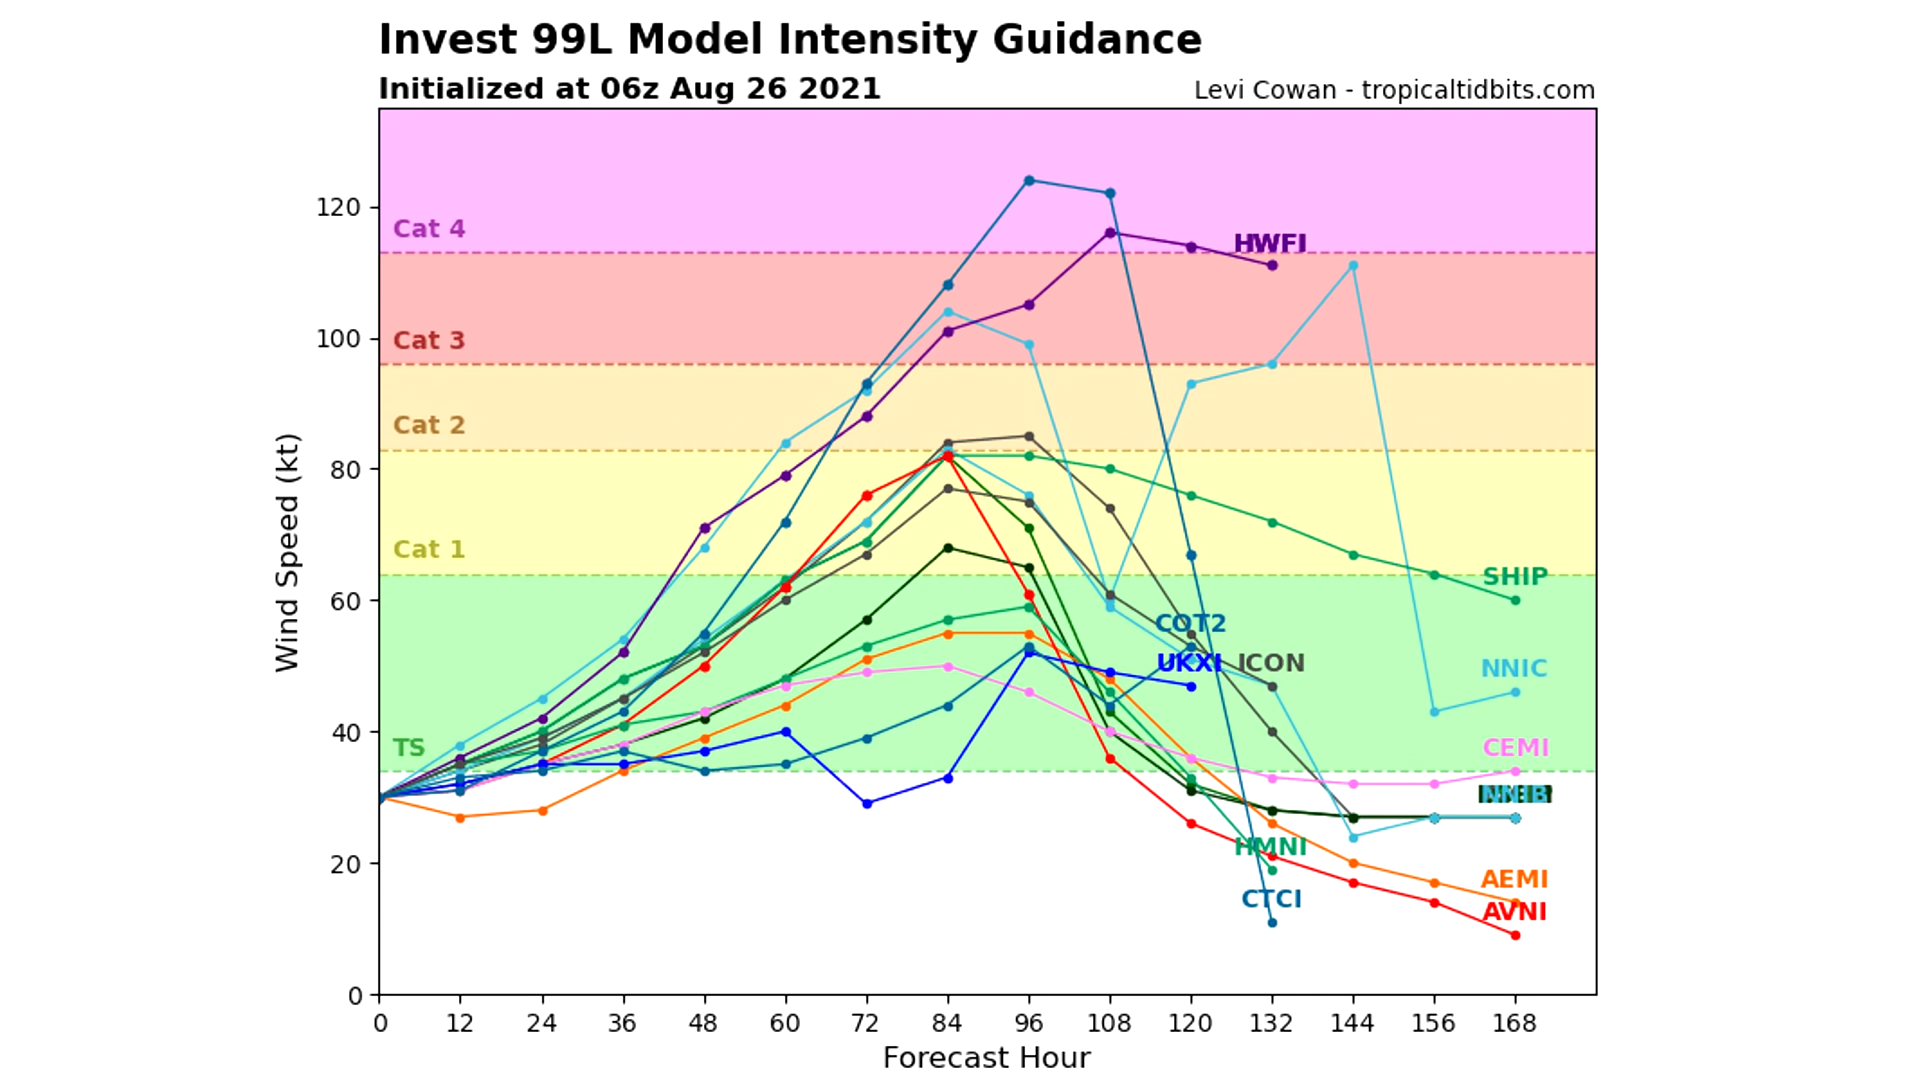 Invest 99L Model Intensity Guidance
Initialized at 06z Aug 26 2021
Levi Cowan - tropicaltidbits.com
Wind Speed (kt)
120
100
80
60
40
20
0
Cat 4
Cat 3
Cat 2
Cat 1
TS
HWFI
SHIP
COT2
UKXI
ICON
NNIC
CEMI
NNIB
HMNI
AEMI
CTCI
AVNI
0 12 24 36 48 60 72 84 96 108 120 132 144 156 168
Forecast Hour